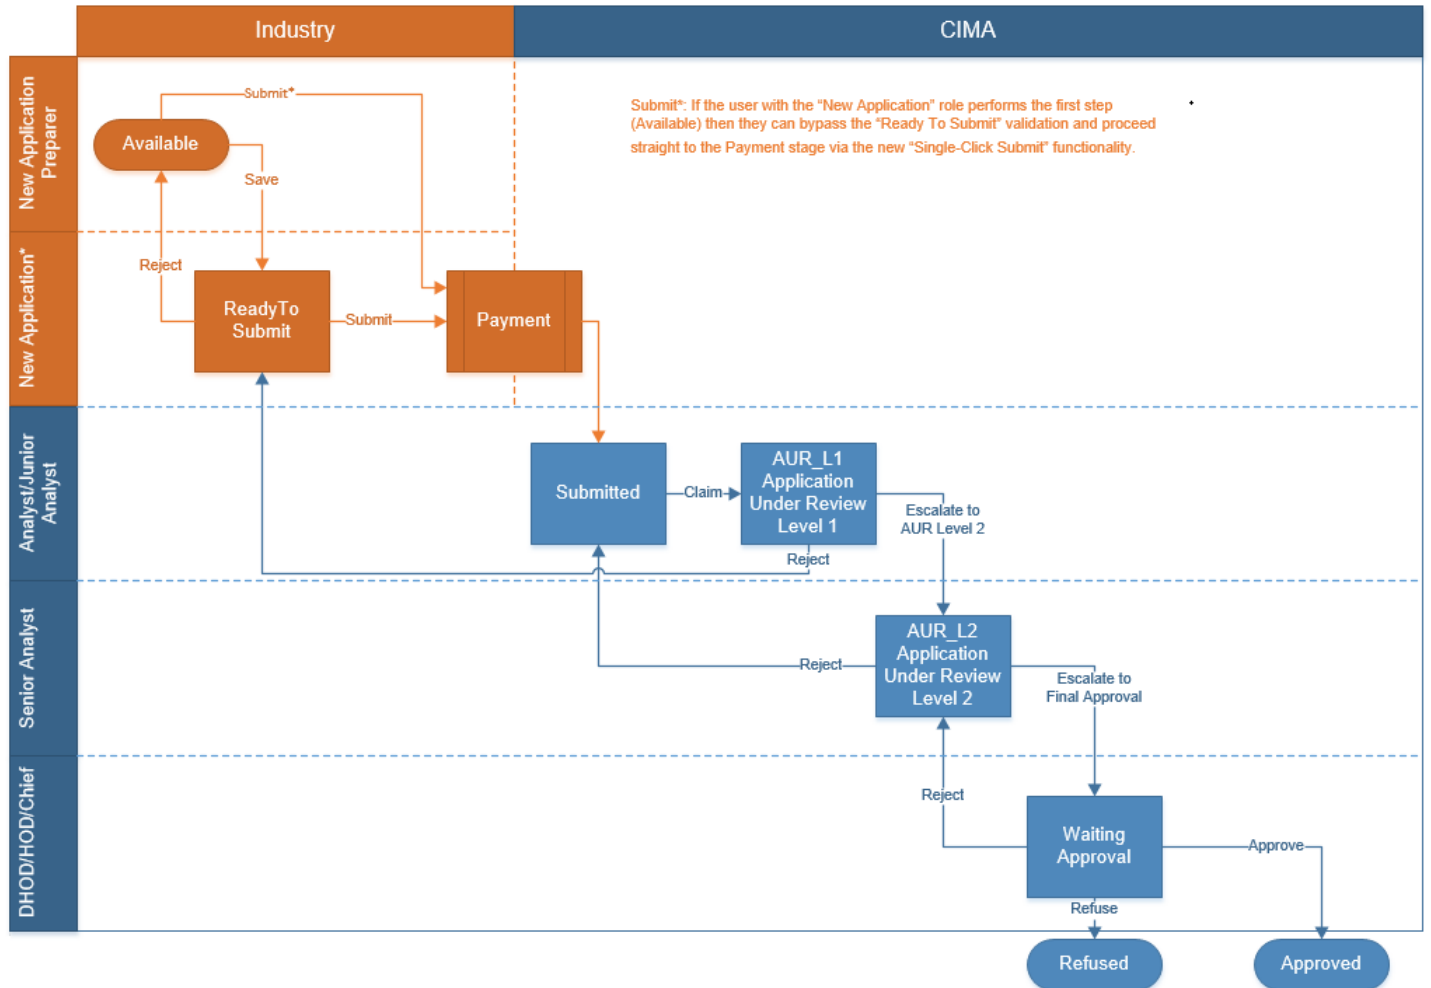 Industry
CIMA
New Application
Preparer
Submit*
Available
Save
Submit*: If the user with the “New Application” role performs the first step
(Available) then they can bypass the “Ready To Submit” validation and proceed
straight to the Payment stage via the new “Single-Click Submit” functionality.
New Application*
Reject
ReadyTo
Submit
Submit
Payment
Analyst/Junior
Analyst
Submitted
Claim
AUR_L1
Application
Under Review
Level 1
Escalate to
AUR Level 2
Reject
Senior Analyst
Reject
AUR_L2
Application
Under Review
Level 2
Escalate to
Final Approval
DHOD/HOD/Chief
Reject
Waiting
Approval
Approve
Refuse
Refused
Approved